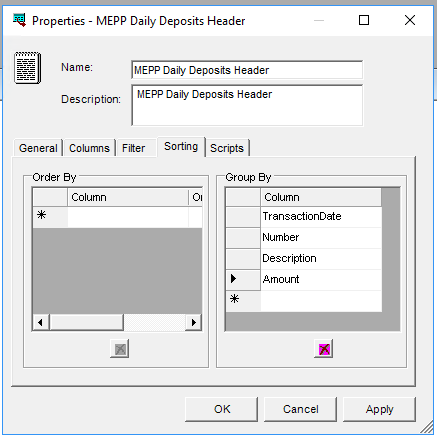 Properties - MEPP Daily Deposits Header
Name: MEPP Daily Deposits Header
Description: MEPP Daily Deposits Header
General Columns Filter Sorting Scripts
Order By
Column Or
Group By
Column
TransactionDate
Number
Description
Amount
OK Cancel Apply